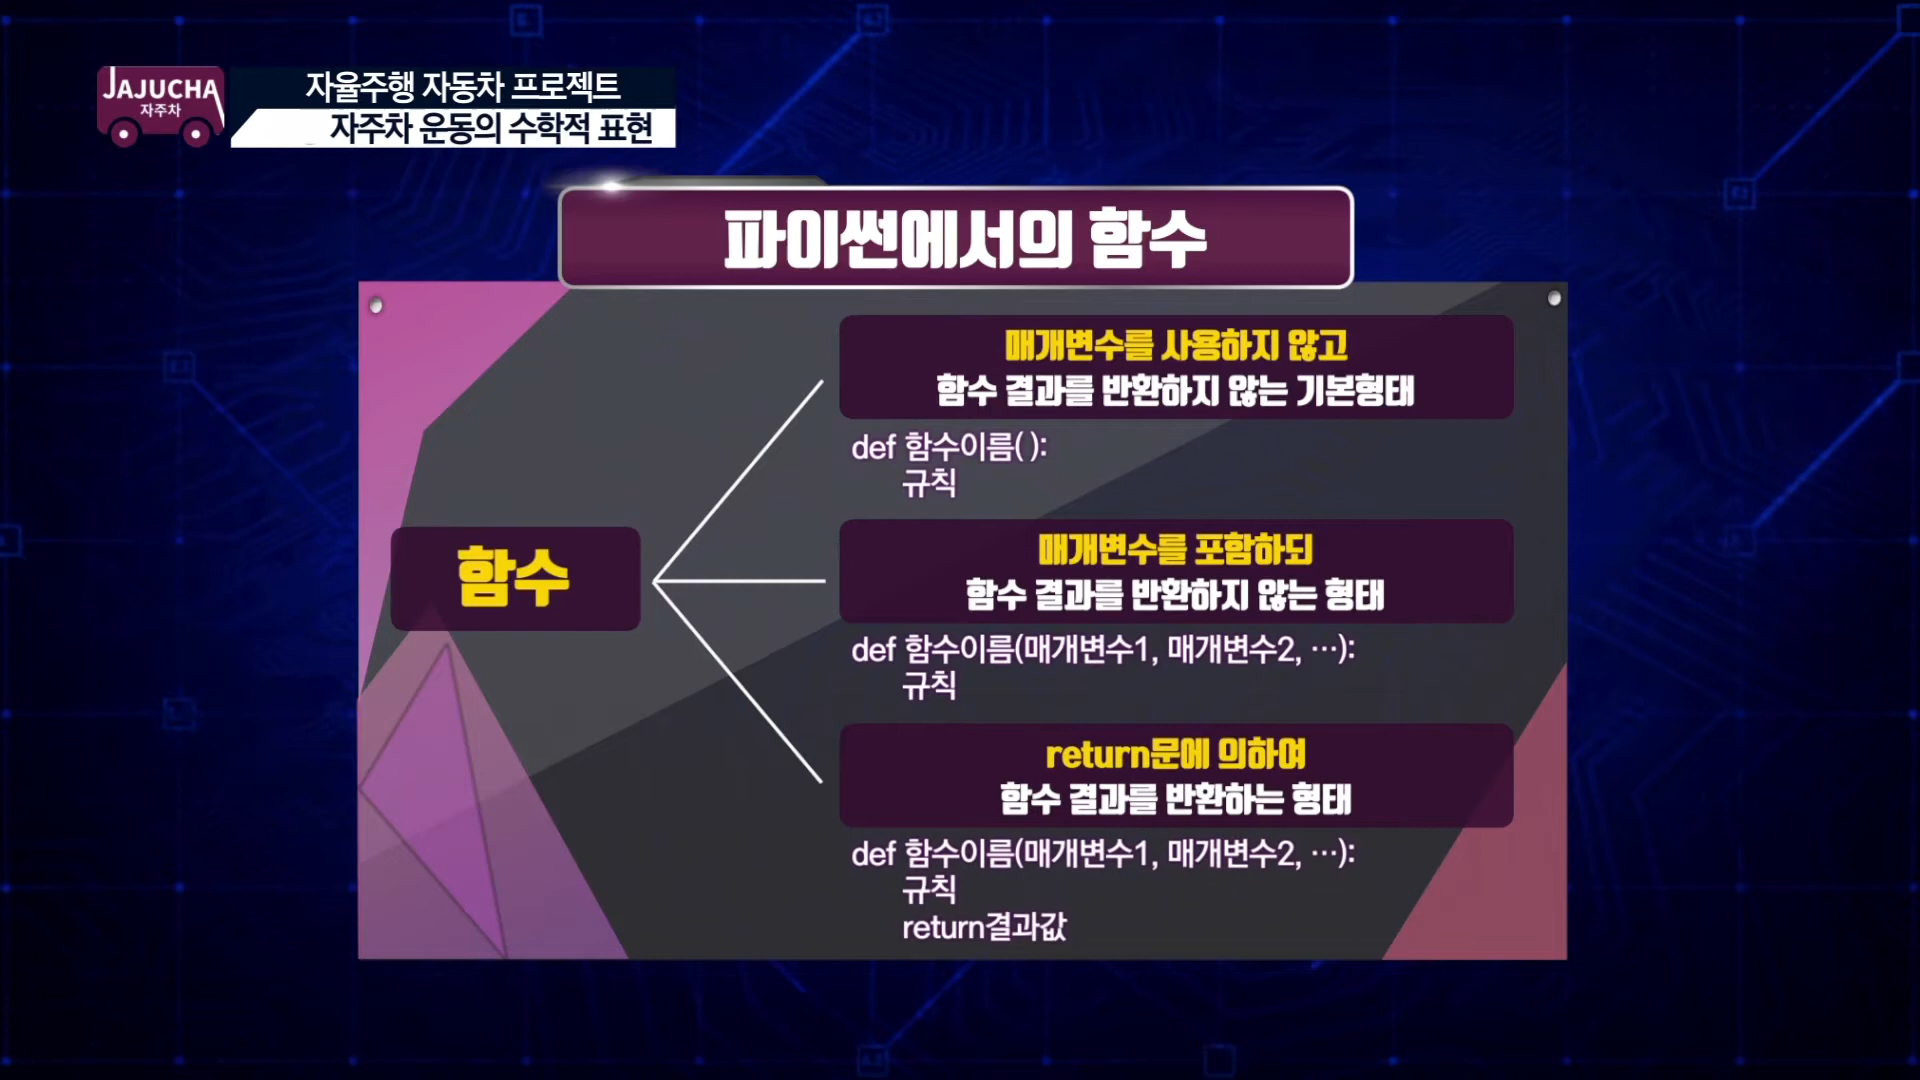 JAJUCHA
자주차
자율주행 자동차 프로젝트
자주차 운동의 수학적 표현
파이썬에서의 함수
함수
매개변수를 사용하지 않고
함수 결과를 반환하지 않는 기본형태
def 함수이름( ):
규칙
매개변수를 포함하되
함수 결과를 반환하지 않는 형태
def 함수이름(매개변수1, 매개변수2, ⋯):
규칙
return문에 의하여
함수 결과를 반환하는 형태
def 함수이름(매개변수1, 매개변수2, ⋯):
규칙
return결과값